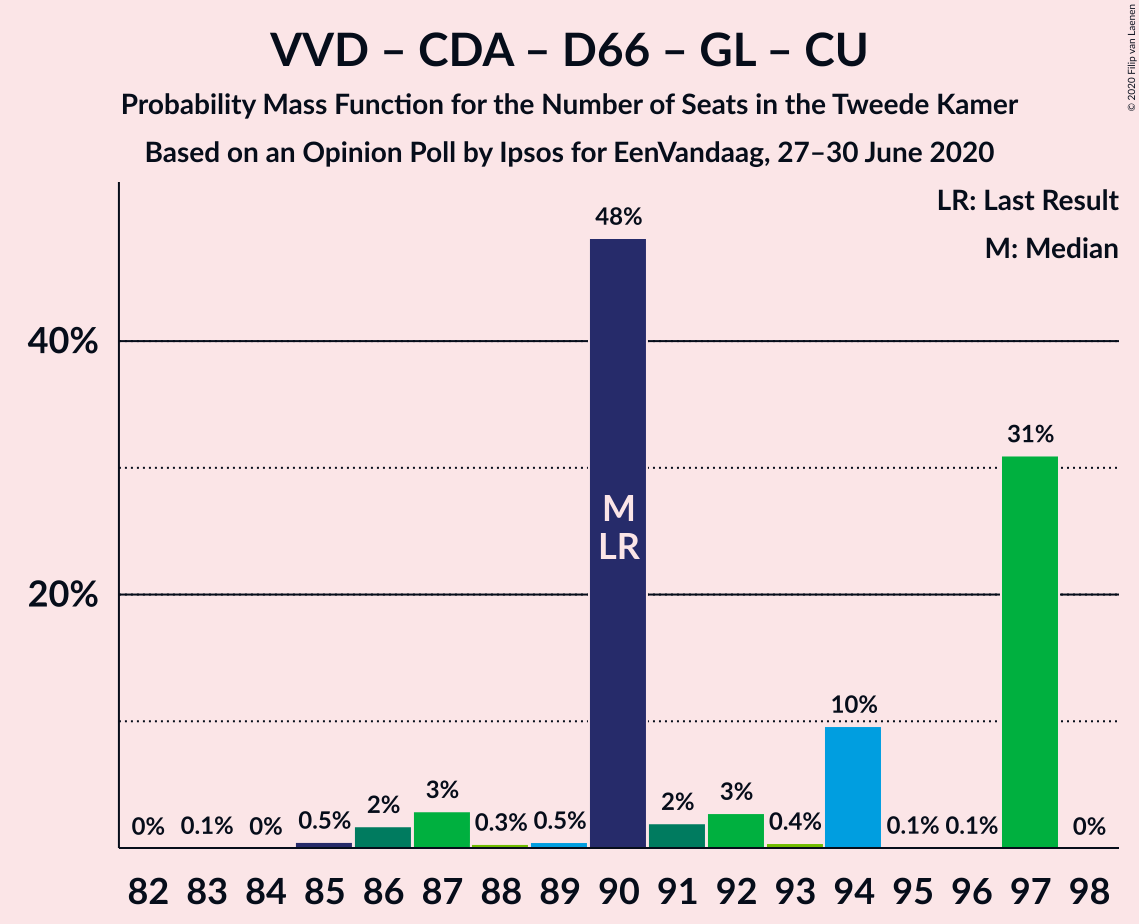 VVD – CDA – D66 – GL – CU
Probability Mass Function for the Number of Seats in the Tweede Kamer
Based on an Opinion Poll by Ipsos for EenVandaag, 27–30 June 2020
© 2020 Filip van Laenen
LR: Last Result
M: Median
40%
20%
0%
0.1%
0%
0.5%
2%
3%
0.3%
0.5%
48%
M
LR
2%
3%
0.4%
10%
0.1%
0.1%
31%
0%
82 83 84 85 86 87 88 89 90 91 92 93 94 95 96 97 98